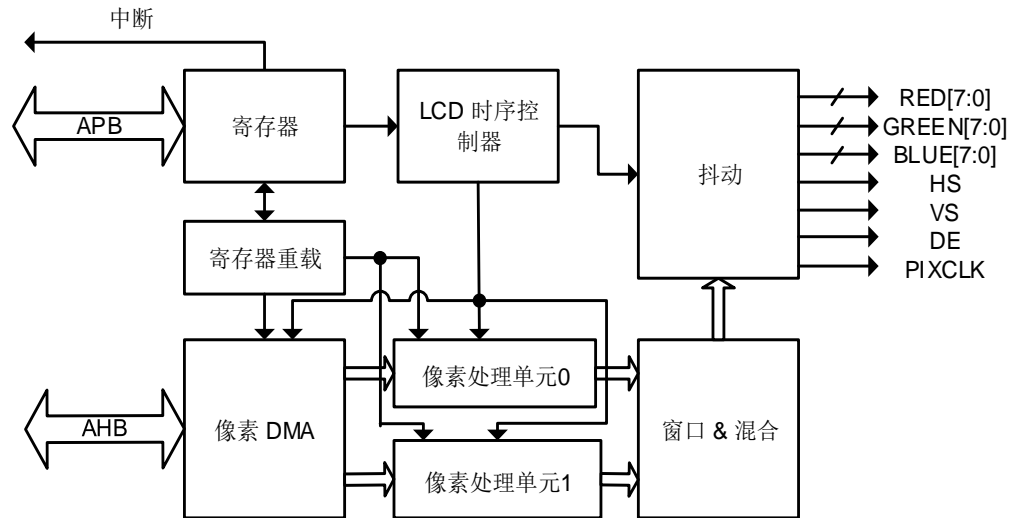 中断
APB
寄存器
LCD 时序控
制器
抖动
RED[7:0]
GREEN[7:0]
BLUE[7:0]
HS
VS
DE
PIXCLK
寄存器重载
AHB
像素 DMA
像素处理单元0
像素处理单元1
窗口 & 混合